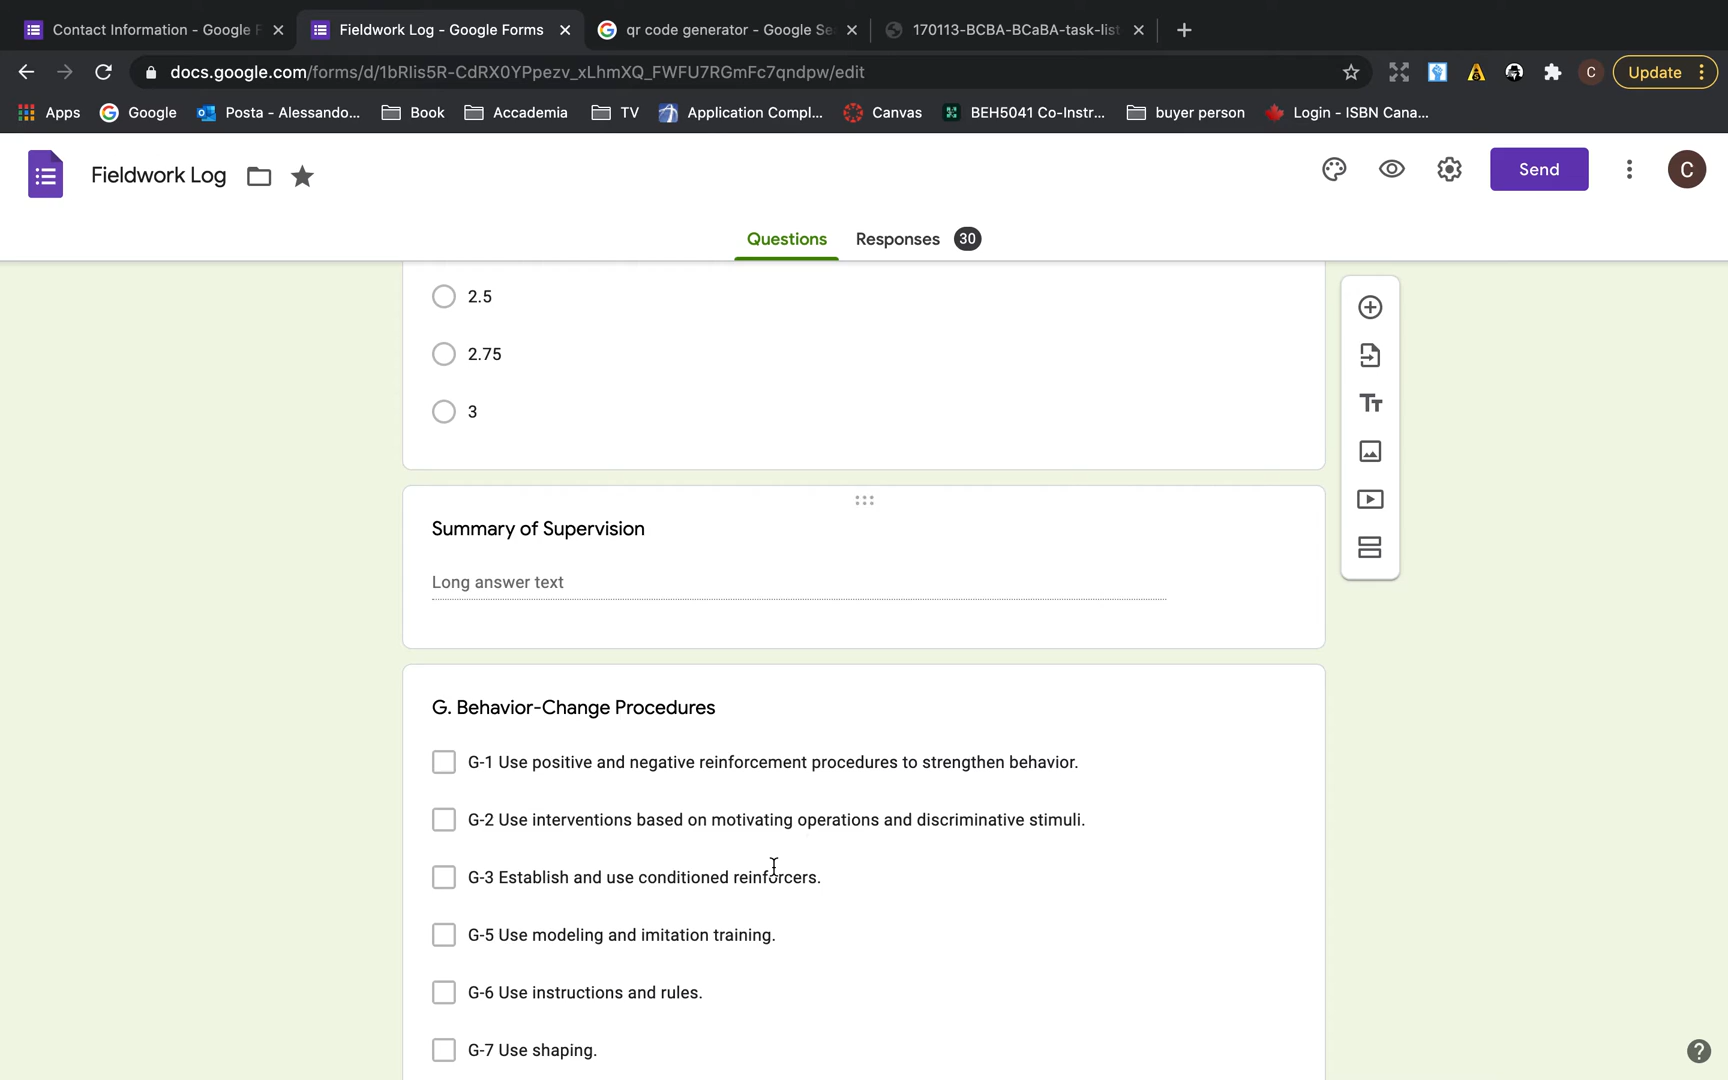 Contact Information - Google F
Fieldwork Log - Google Forms
qr code generator - Google Se
170113-BCBA-BCaBA-task-list
docs.google.com/forms/d/1bRlis5R-CdRX0YPpezv_xLhmXQ_FWFU7RGmFc7qndpw/edit
C
Update
Apps
Google
Posta - Alessando...
Book
Accademia
TV
Application Compl...
Canvas
BEH5041 Co-Instr...
buyer person
Login - ISBN Cana...
Fieldwork Log
Send
C
Questions
Responses 30
2.5
2.75
3
Summary of Supervision
Long answer text
G. Behavior-Change Procedures
G-1 Use positive and negative reinforcement procedures to strengthen behavior.
G-2 Use interventions based on motivating operations and discriminative stimuli.
G-3 Establish and use conditioned reinforcers.
G-5 Use modeling and imitation training.
G-6 Use instructions and rules.
G-7 Use shaping.